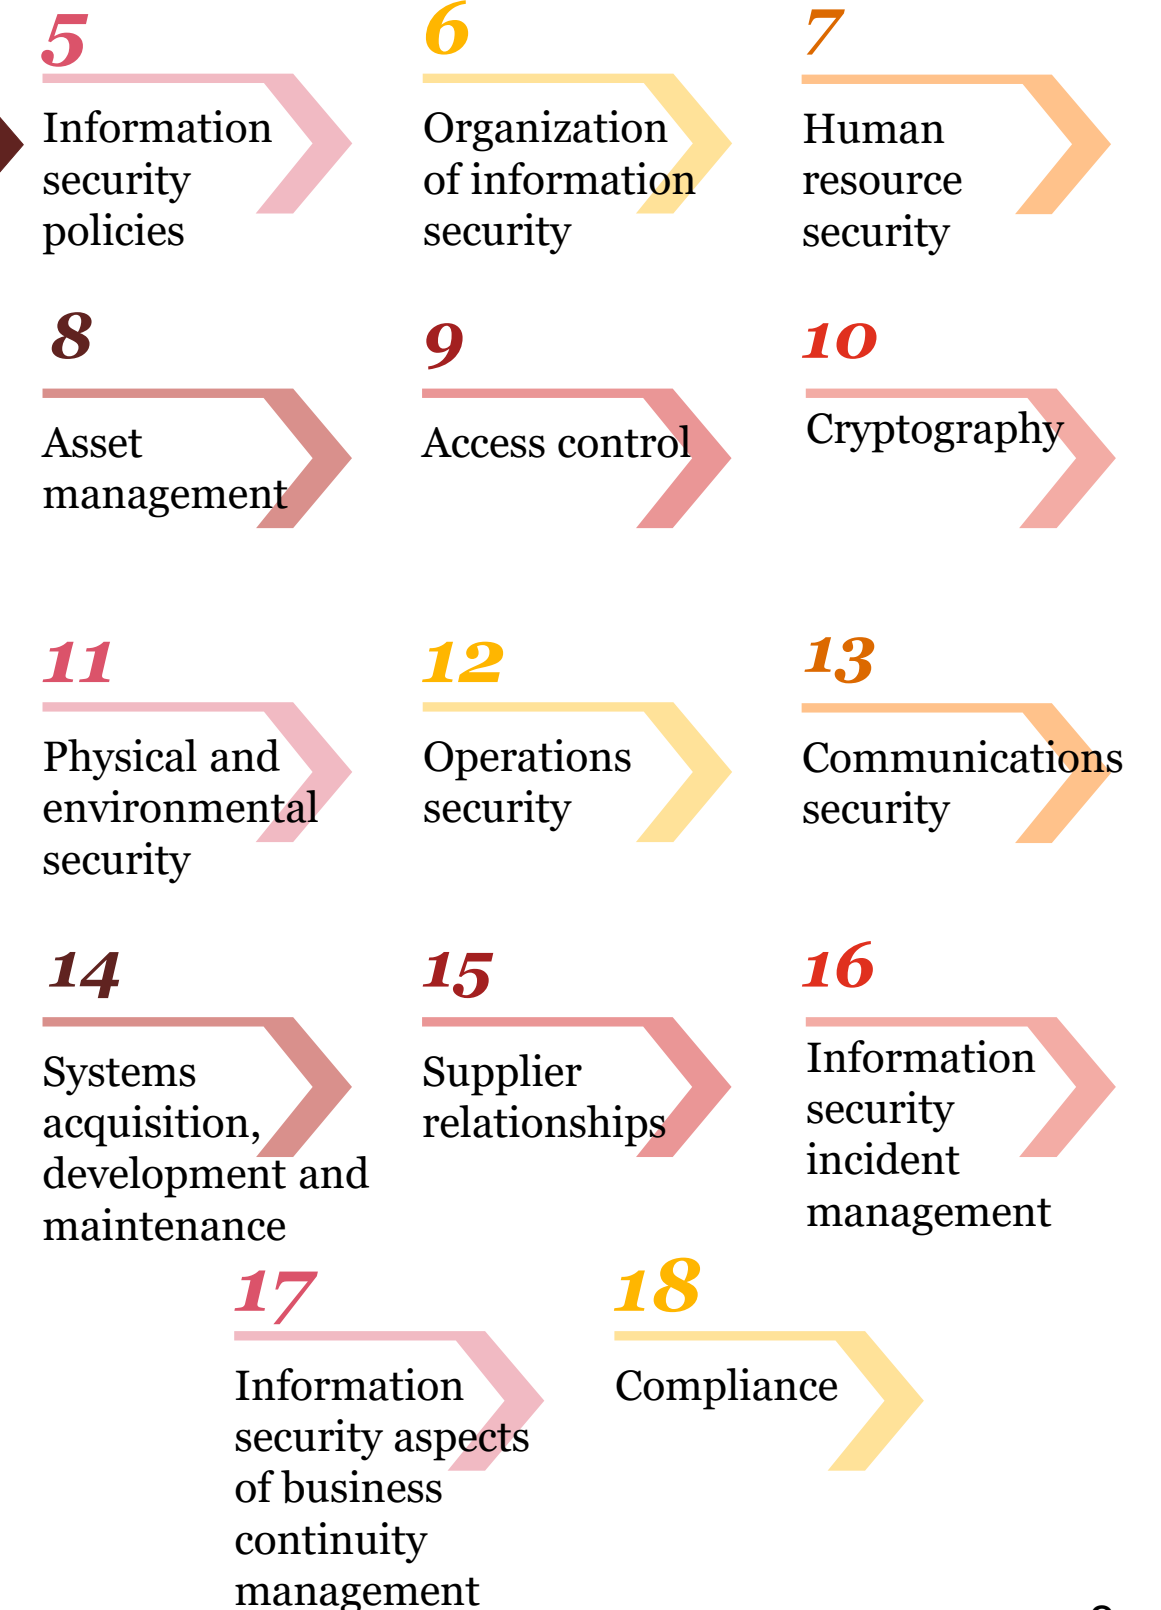 5
Information
security
policies
6
Organization
of information
security
7
Human
resource
security
8
Asset
management
9
Access control
10
Cryptography
11
Physical and
environmental
security
12
Operations
security
13
Communications
security
14
Systems
acquisition,
development and
maintenance
15
Supplier
relationships
16
Information
security
incident
management
17
Information
security aspects
of business
continuity
management
18
Compliance